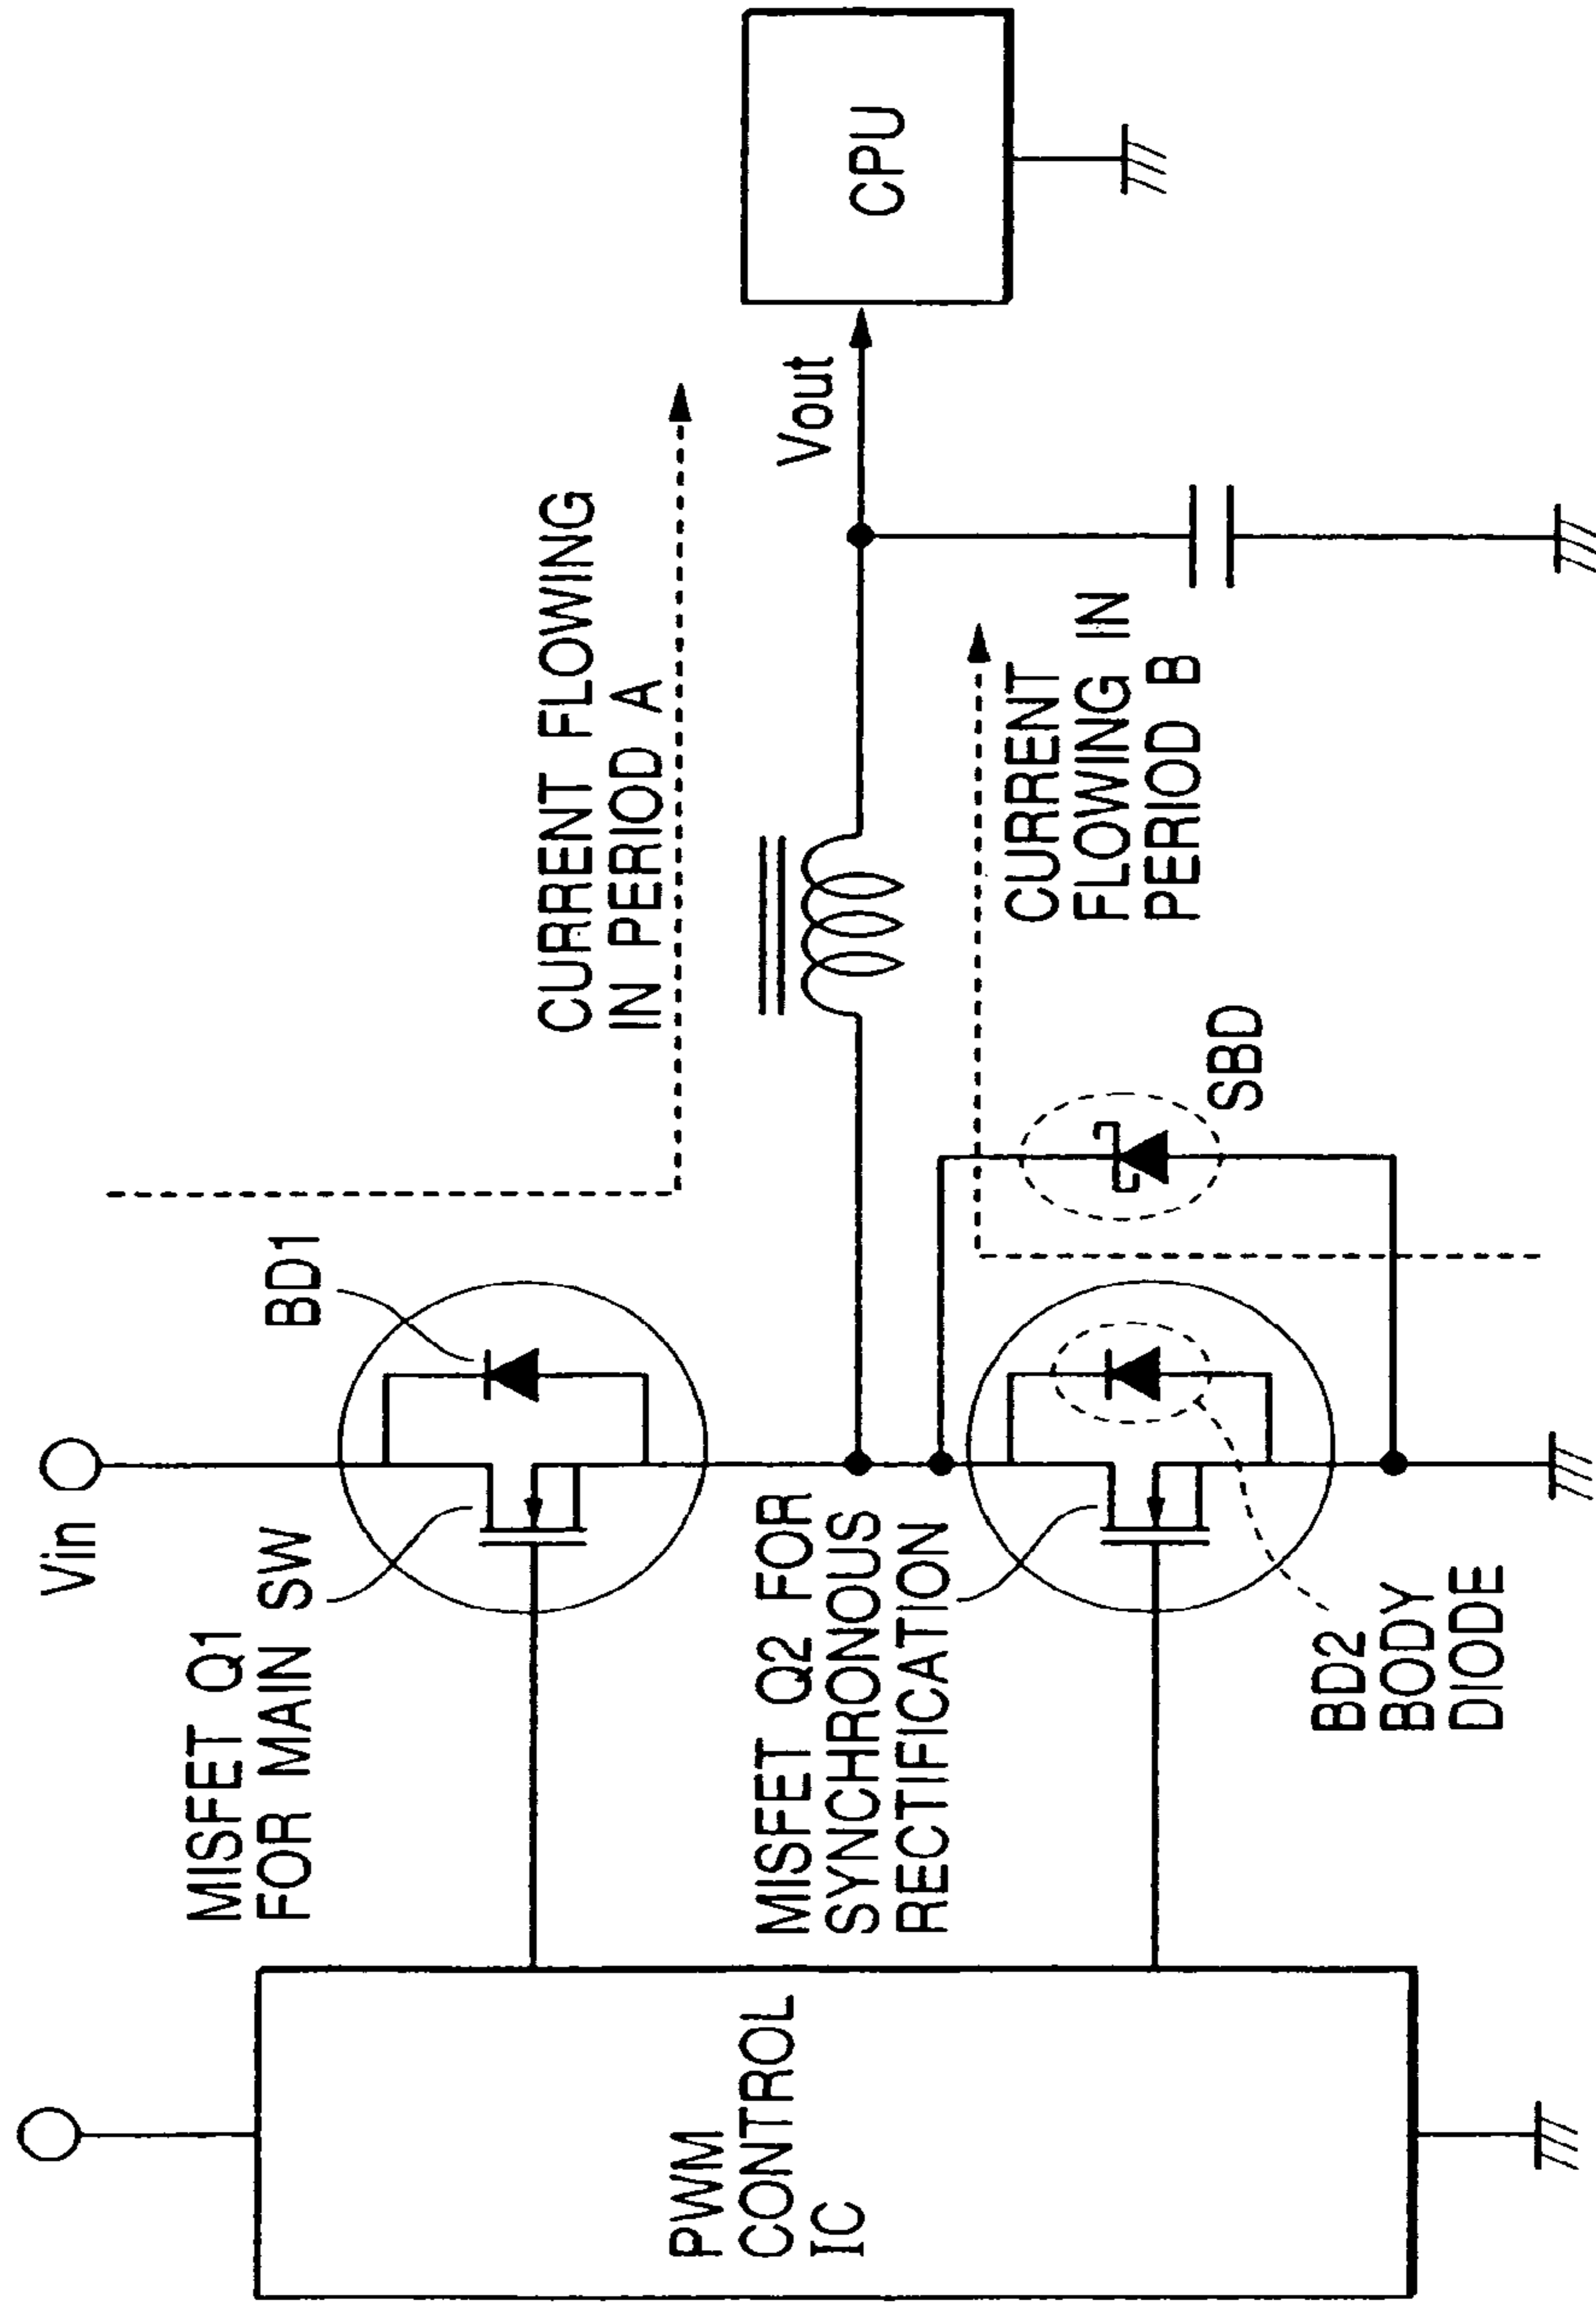 Vin
MISFET Q1
FOR MAIN SW
BD1
CURRENT FLOWING
IN PERIOD A
PWM
CONTROL
IC
MISFET Q2 FOR
SYNCHRONOUS
RECTIFICATION
Vout
CPU
CURRENT
FLOWING IN
PERIOD B
SBD
BD2
BODY
DIODE